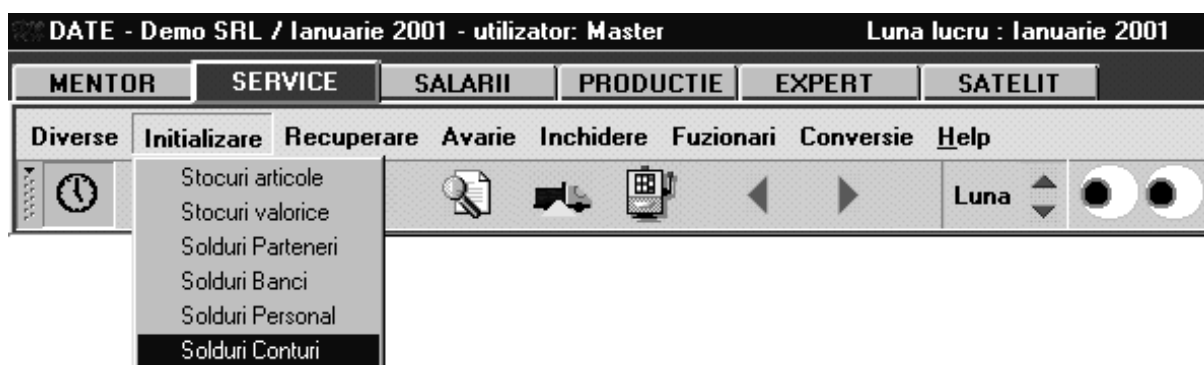 DATE - Demo SRL / Ianuarie 2001 - utilizator: Master Luna lucru : Ianuarie 2001
MENTOR SERVICE SALARII PRODUCTIE EXPERT SATELIT
Diverse Initializare Recuperare Avarie Inchidere Fuzionari Conversie Help
Luna
Stocuri articole
Stocuri valorice
Solduri Parteneri
Solduri Banci
Solduri Personal
Solduri Conturi